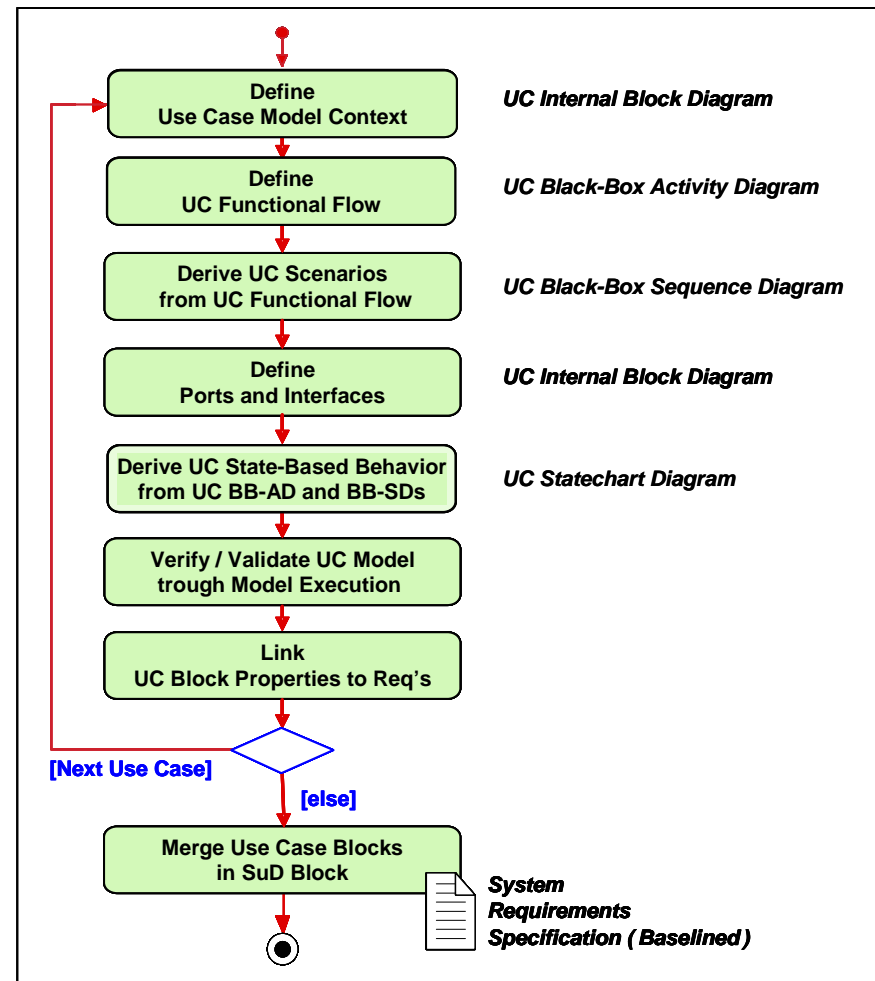 Define
Use Case Model Context
UC Internal Block Diagram
Define
UC Functional Flow
UC Black-Box Activity Diagram
Derive UC Scenarios
from UC Functional Flow
UC Black-Box Sequence Diagram
Define
Ports and Interfaces
UC Internal Block Diagram
Derive UC State-Based Behavior
from UC BB-AD and BB-SDs
UC Statechart Diagram
Verify / Validate UC Model
trough Model Execution
Link
UC Block Properties to Req's
[Next Use Case]
[else]
Merge Use Case Blocks
in SuD Block
System
Requirements
Specification ( Baselined )